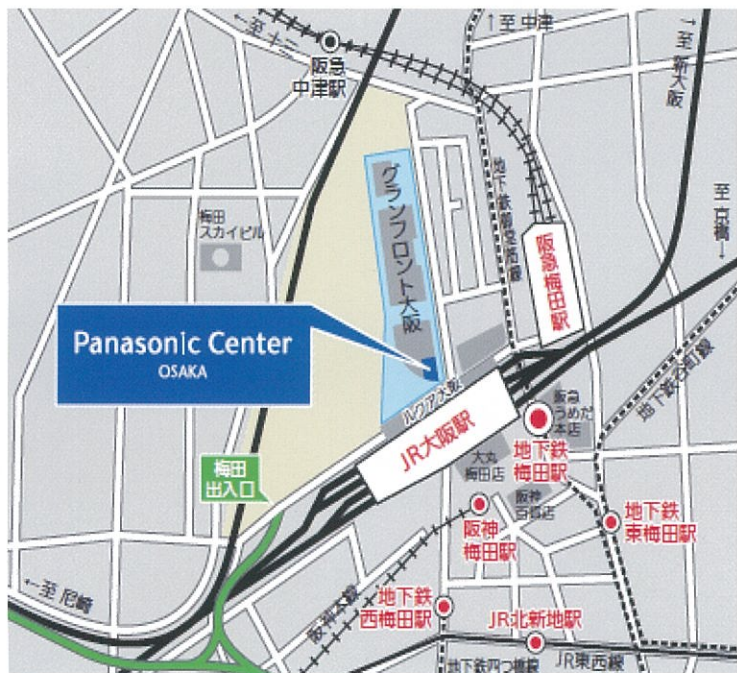 ←至 十三
阪急
中津駅
↑至 中津
↑至 新大阪
至 京橋↓
グランフロント大阪
地下鉄御堂筋線
梅田
スカイビル
阪急梅田駅
Panasonic Center
OSAKA
ルクア大阪
JR大阪駅
阪急
うめだ
本店
地下鉄谷町線
地下鉄
梅田駅
大丸
梅田店
梅田
出入口
阪神
百貨店
阪神
梅田駅
地下鉄
東梅田駅
←至 尼崎
阪神本線
地下鉄
西梅田駅
JR北新地駅
地下鉄四つ橋線
JR東西線